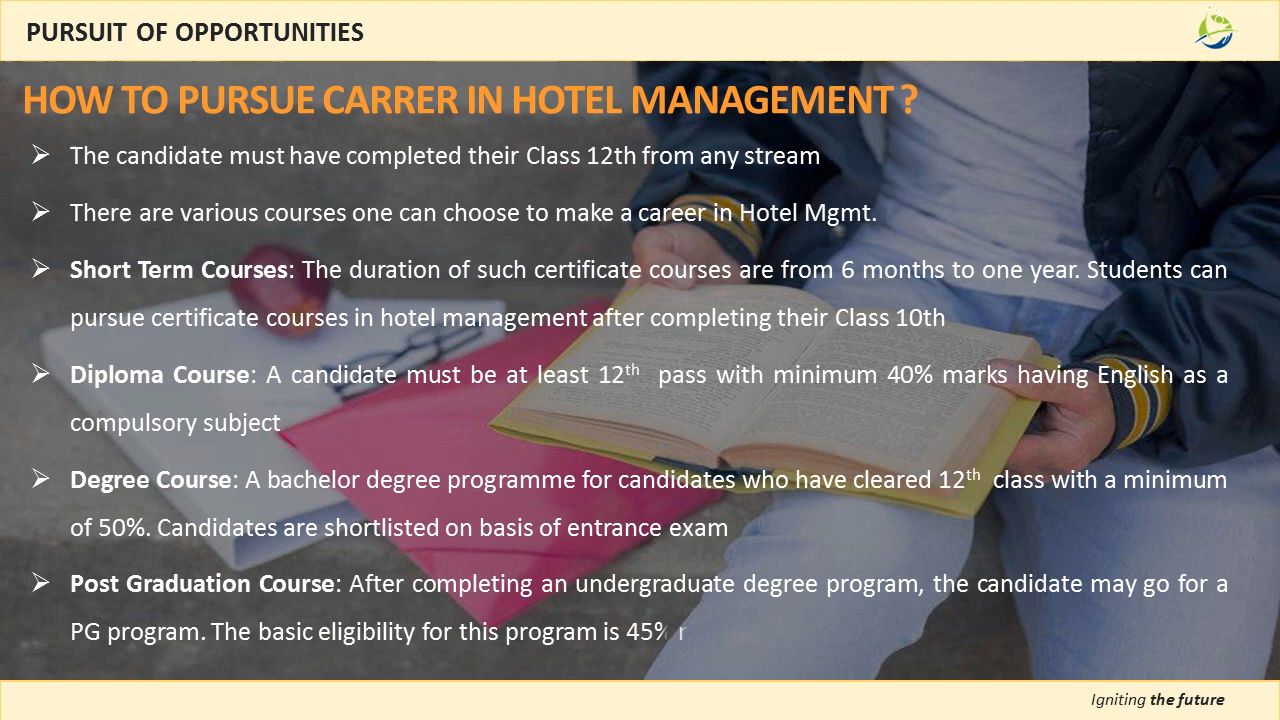 PURSUIT OF OPPORTUNITIES
HOW TO PURSUE CARRER IN HOTEL MANAGEMENT ?
➢ The candidate must have completed their Class 12th from any stream
➢ There are various courses one can choose to make a career in Hotel Mgmt.
➢ Short Term Courses: The duration of such certificate courses are from 6 months to one year. Students can
pursue certificate courses in hotel management after completing their Class 10th
➢ Diploma Course: A candidate must be at least 12th pass with minimum 40% marks having English as a
compulsory subject
➢ Degree Course: A bachelor degree programme for candidates who have cleared 12th class with a minimum
of 50%. Candidates are shortlisted on basis of entrance exam
➢ Post Graduation Course: After completing an undergraduate degree program, the candidate may go for a
PG program. The basic eligibility for this program is 45%
Igniting the future